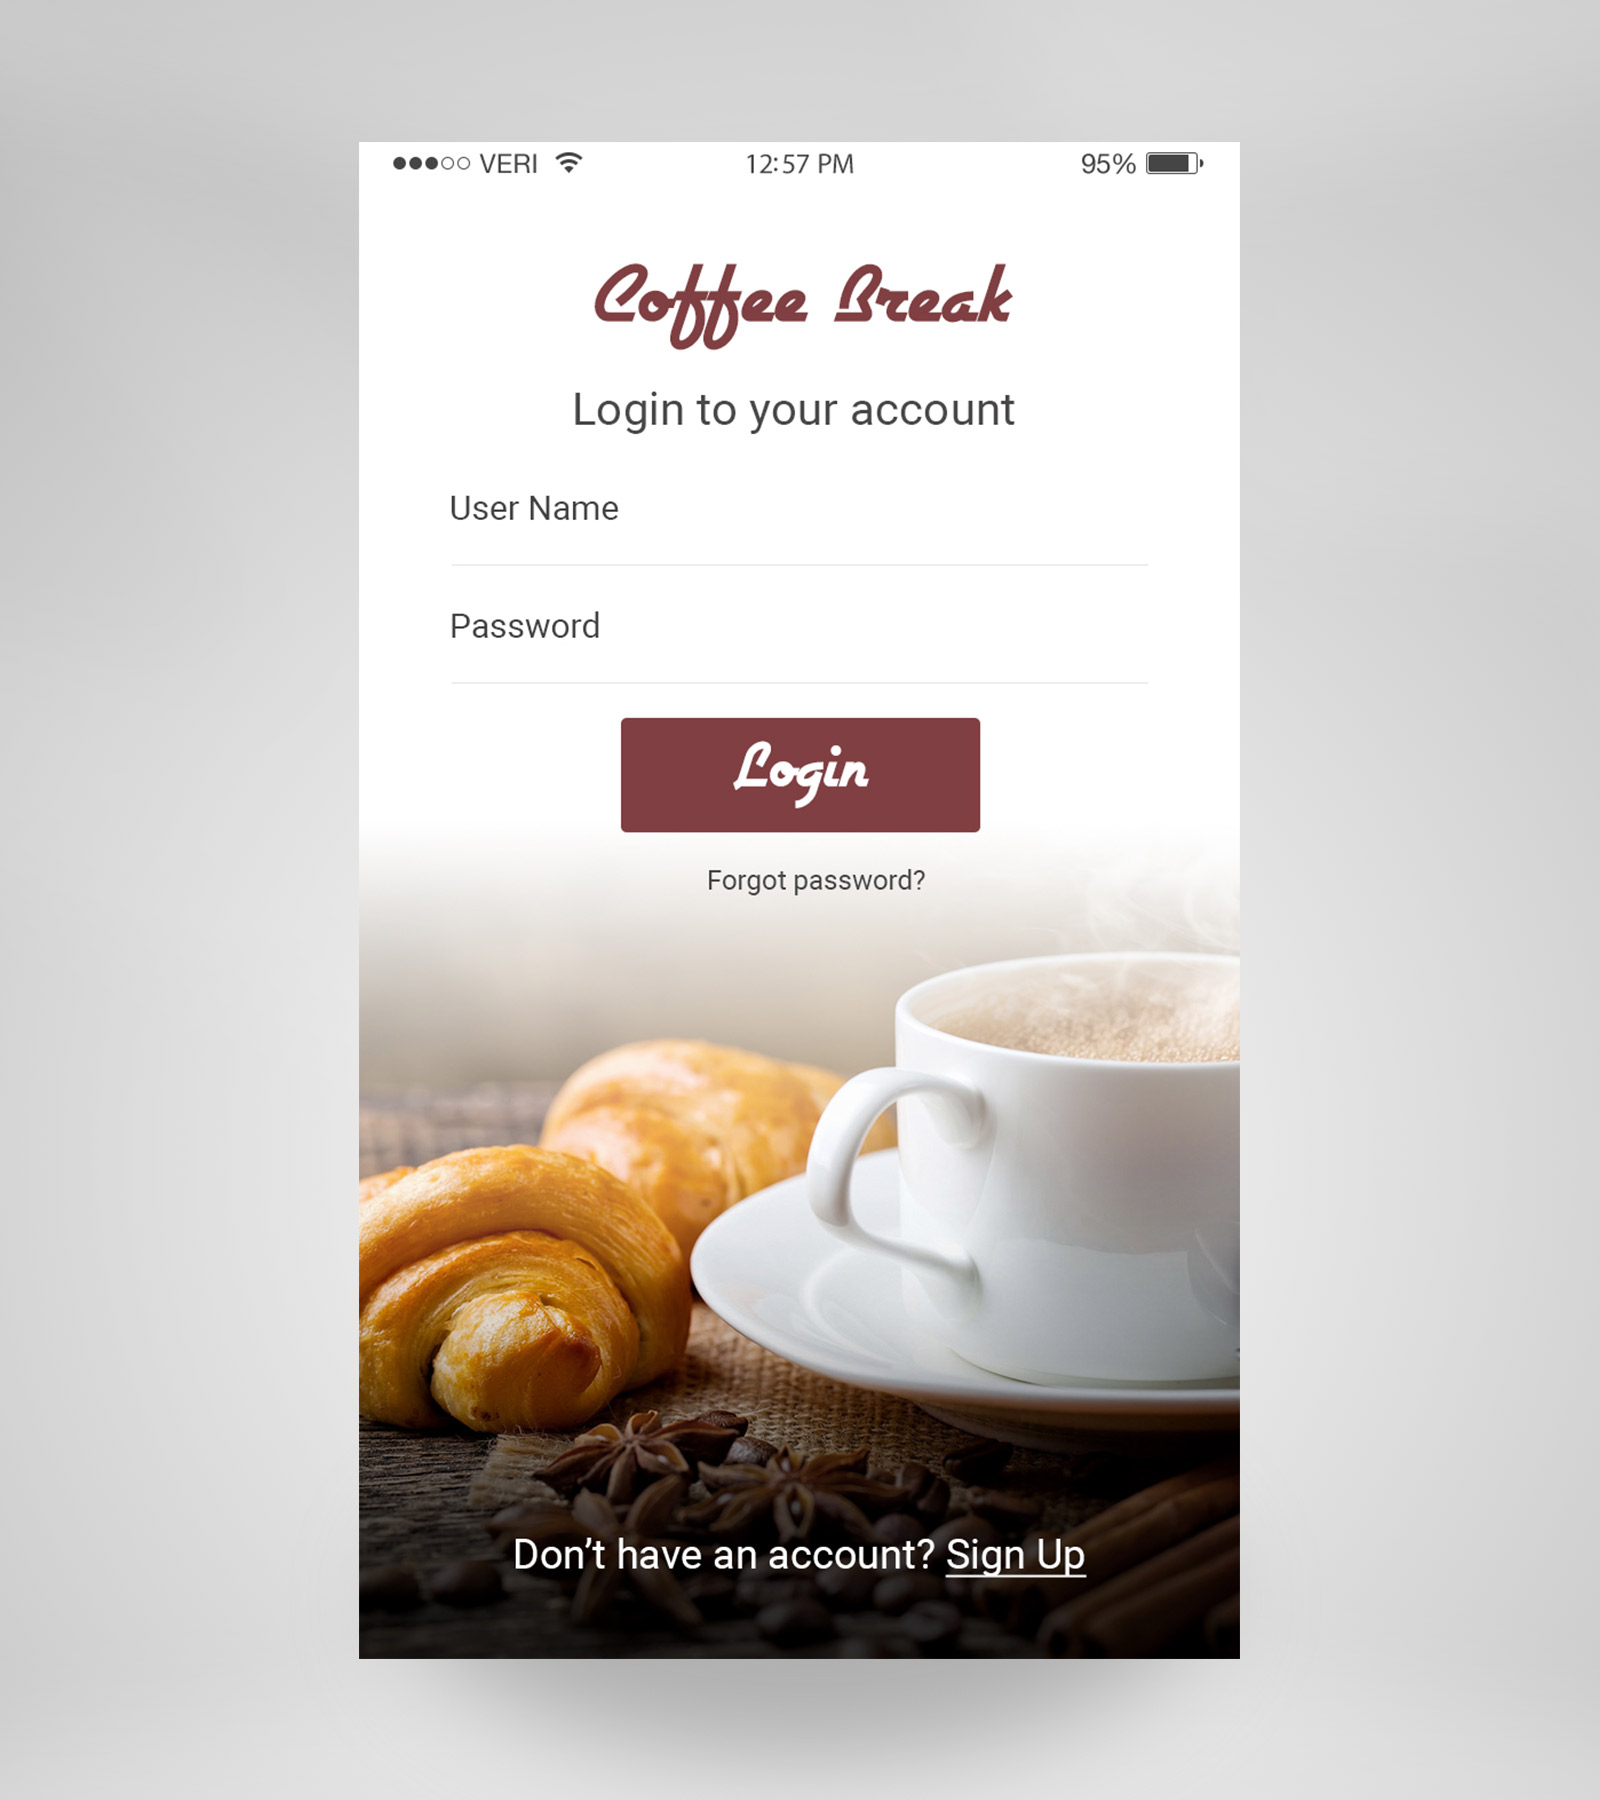 VERI 12:57 PM 95%
Coffee Break
Login to your account
User Name
Password
Login
Forgot password?
Don’t have an account? Sign Up